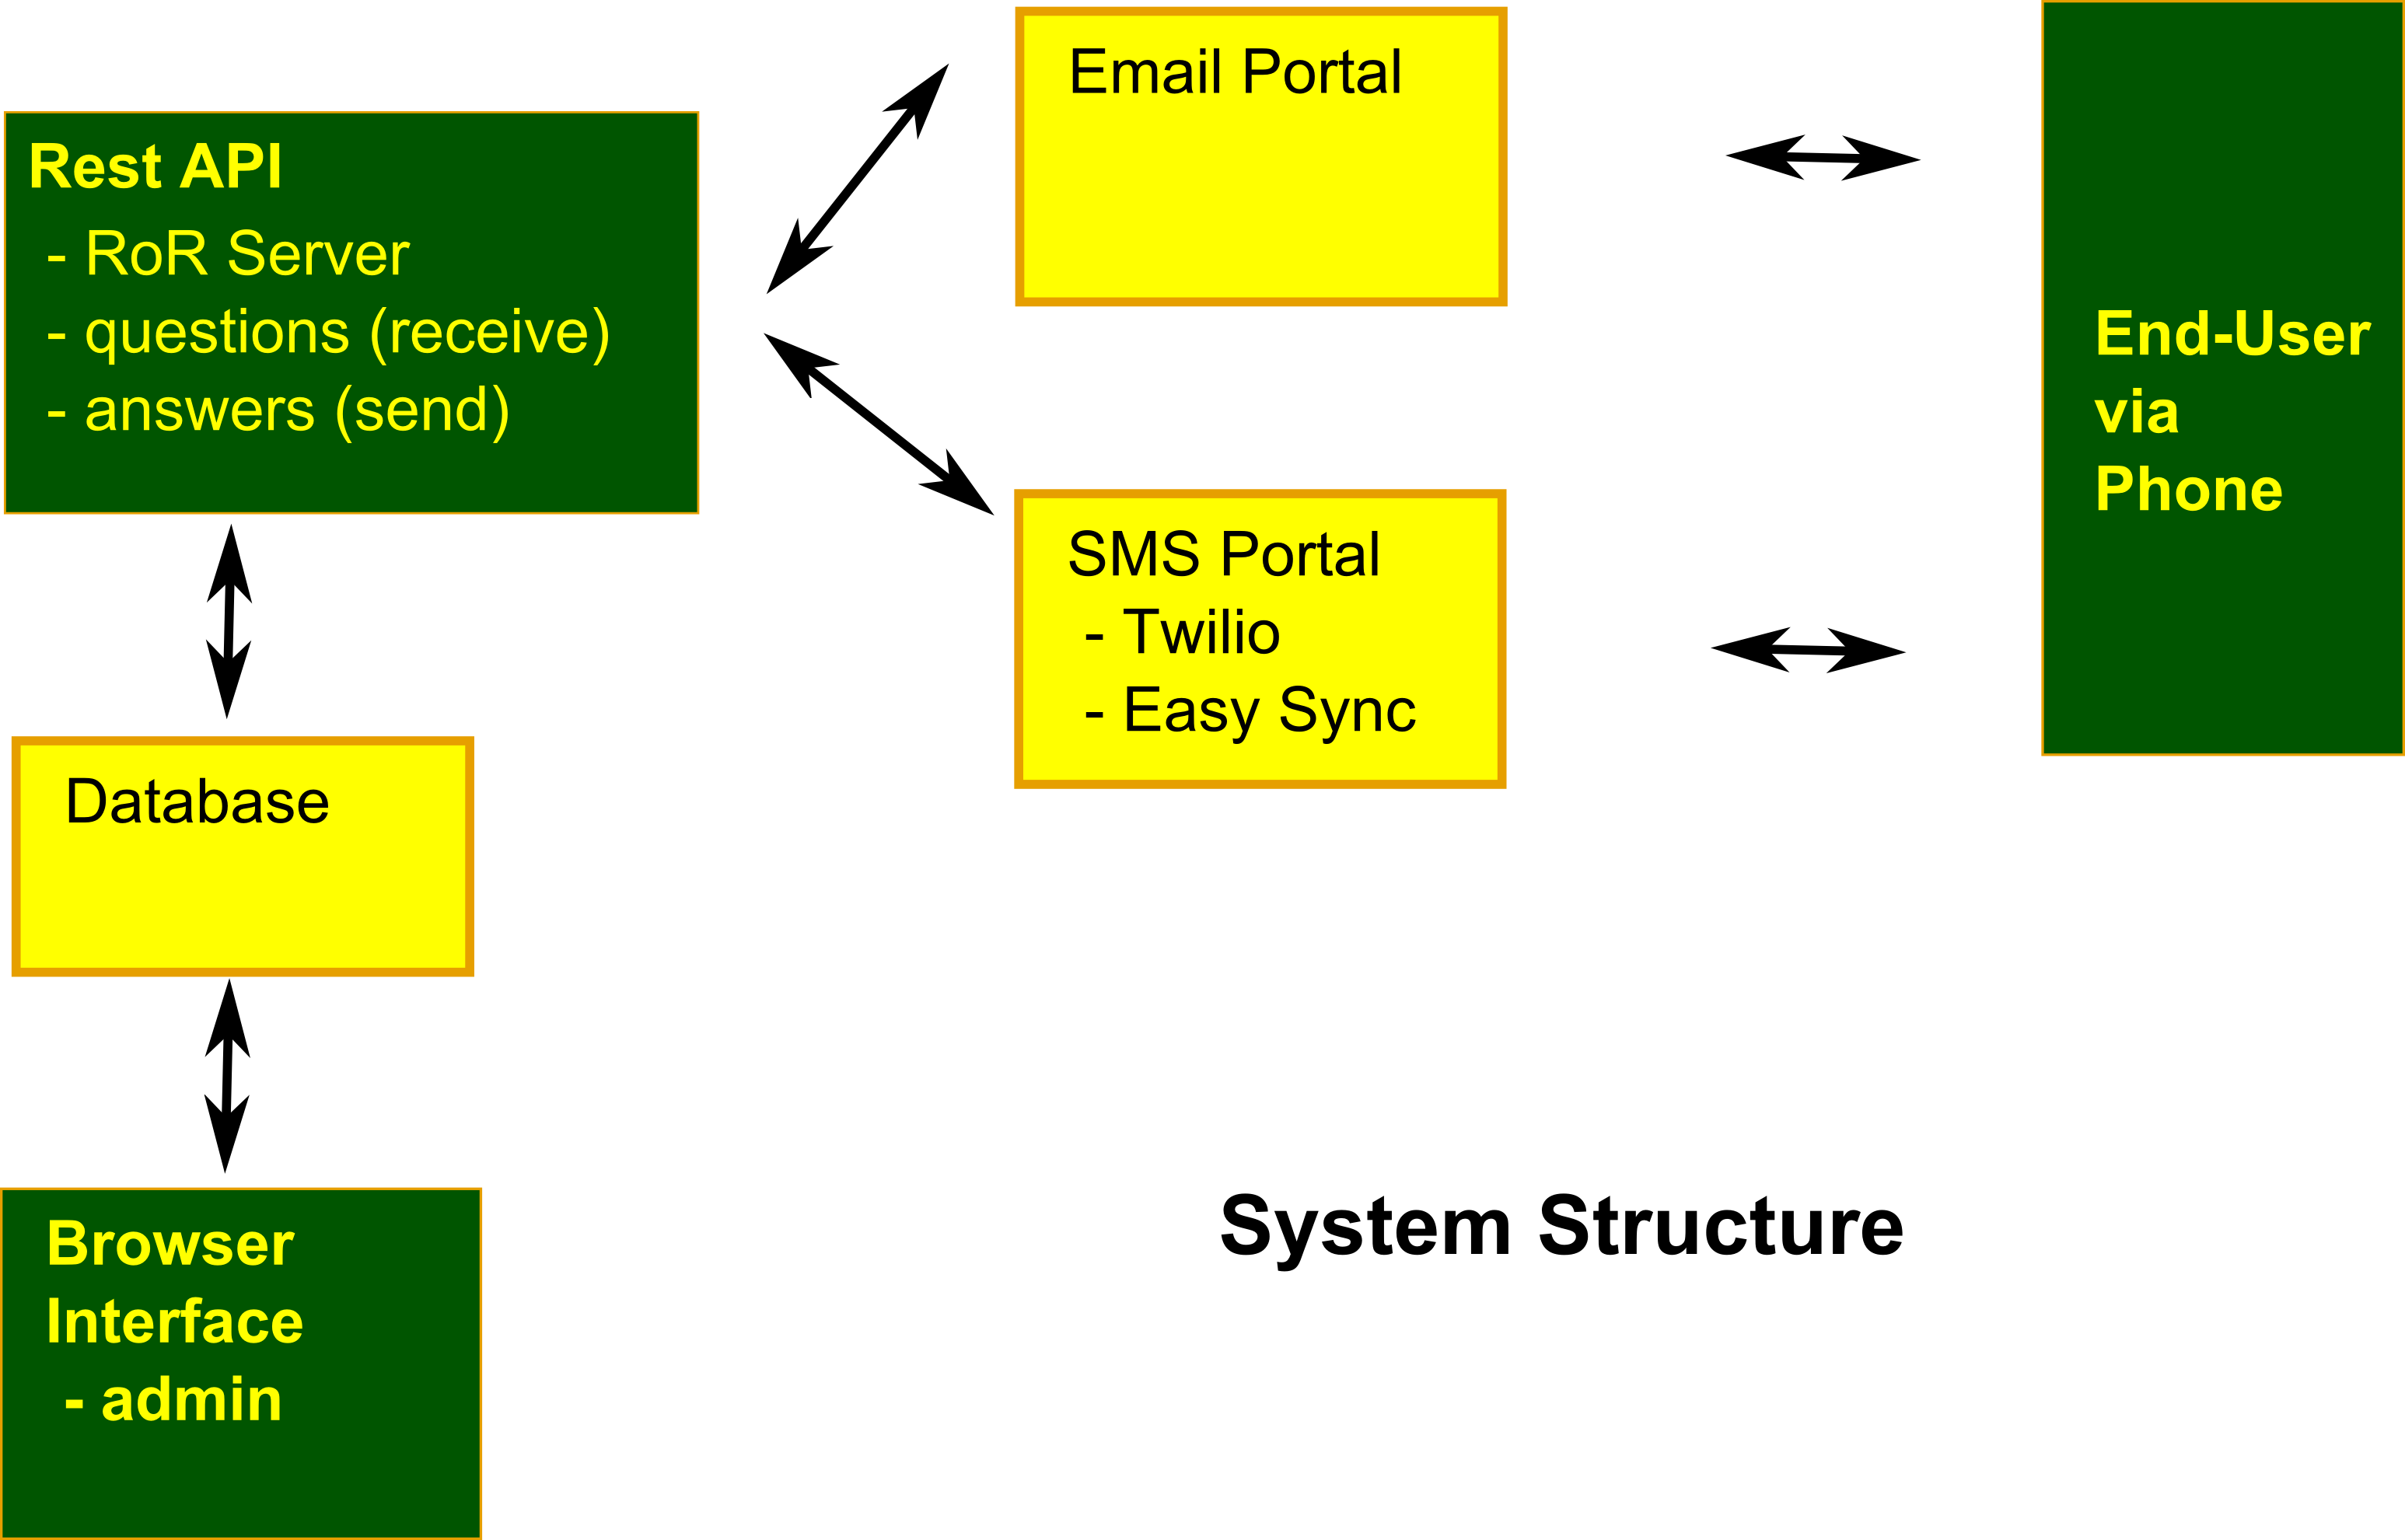 Rest API
- RoR Server
- questions (receive)
- answers (send)
Email Portal
SMS Portal
- Twilio
- Easy Sync
End-User
via
Phone
Database
Browser
Interface
- admin
System Structure